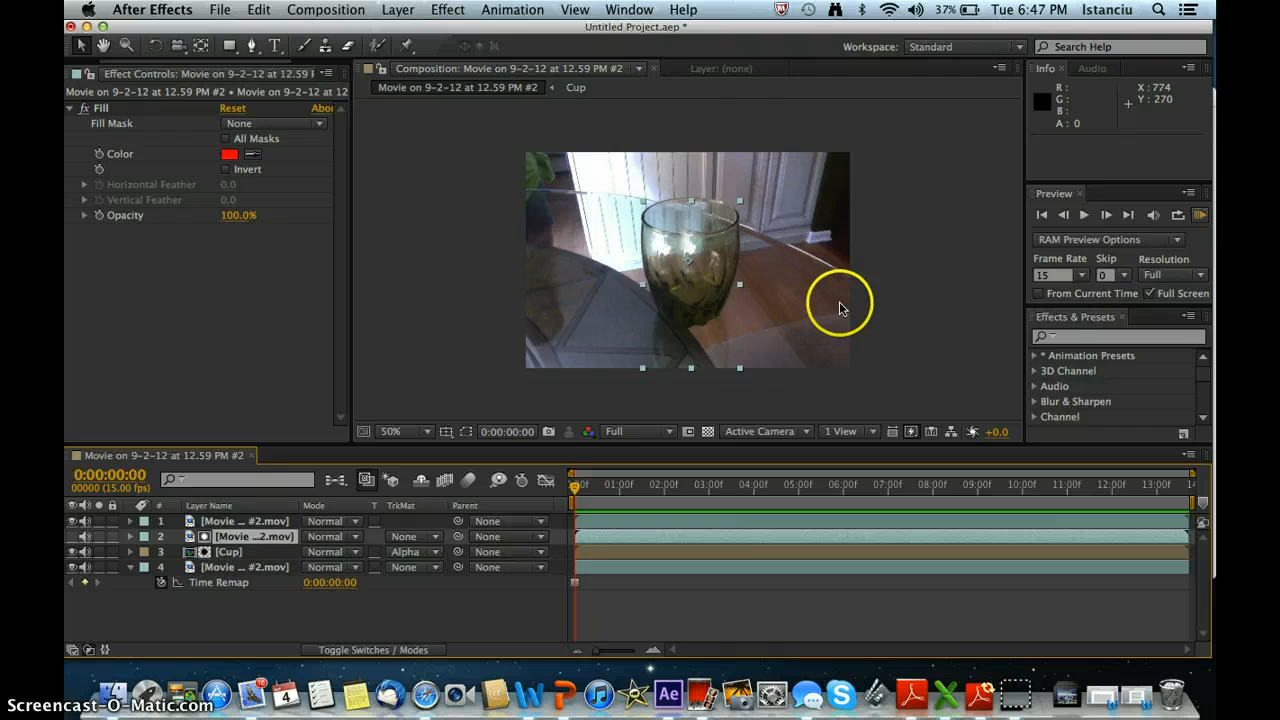 After Effects File Edit Composition Layer Effect Animation View Window Help 37% Tue 6:47 PM Istanciu
Untitled Project.aep *
Workspace: Standard Search Help
Effect Controls: Movie on 9-2-12 at 12.59 PM #2
Composition: Movie on 9-2-12 at 12.59 PM #2 Layer: (none)
Info Audio
Movie on 9-2-12 at 12.59 PM #2 • Movie on 9-2-12 at 12.59 PM #2
Movie on 9-2-12 at 12.59 PM #2 Cup
R: X: 774
G: Y: 270
B:
A: 0
fx Fill Reset Abou
Fill Mask None
All Masks
Color
Invert
Horizontal Feather 0.0
Vertical Feather 0.0
Opacity 100.0%
Preview
RAM Preview Options
Frame Rate Skip Resolution
15 0 Full
From Current Time Full Screen
Effects & Presets
* Animation Presets
3D Channel
Audio
Blur & Sharpen
Channel
50% 0:00:00:00 Full Active Camera 1 View +0.0
Movie on 9-2-12 at 12.59 PM #2
0:00:00:00
00000 (15.00 fps)
:00f 01:00f 02:00f 03:00f 04:00f 05:00f 06:00f 07:00f 08:00f 09:00f 10:00f 11:00f 12:00f 13:00f 14
# Layer Name Mode T TrkMat Parent
1 [Movie ... #2.mov] Normal None
2 [Movie ...2.mov] Normal None None
3 [Cup] Normal Alpha None
4 [Movie ...#2.mov] Normal None None
Time Remap 0:00:00:00
Toggle Switches / Modes
Screencast-O-Matic.com